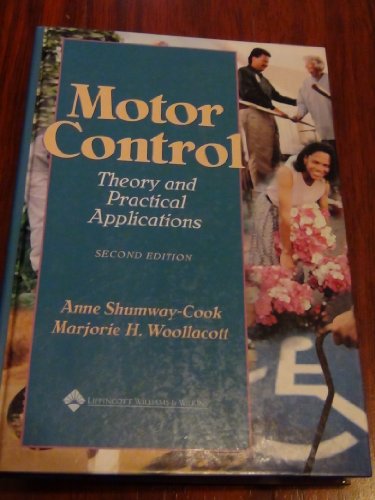 Motor
Control
Theory and
Practical
Applications
SECOND EDITION
Anne Shumway-Cook
Marjorie H. Woollacott
LIPPINCOTT WILLIAMS & WILKINS